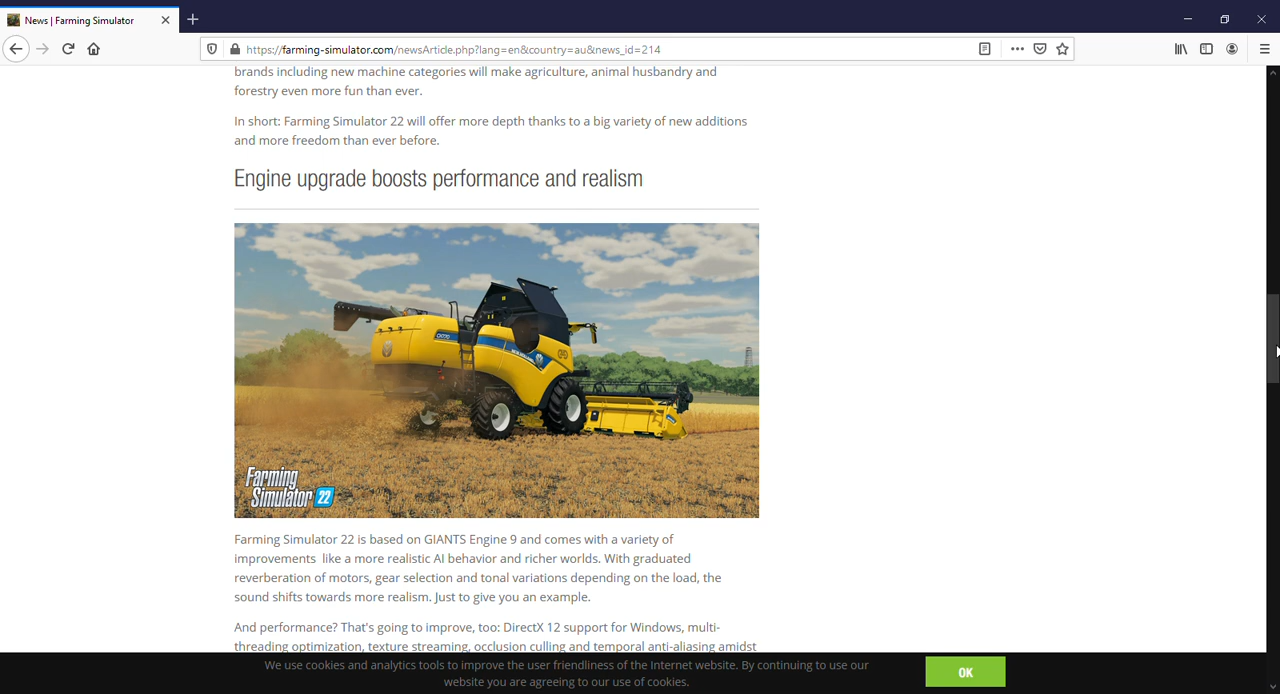 News | Farming Simulator
https://farming-simulator.com/newsArticle.php?lang=en&country=au&news_id=214
brands including new machine categories will make agriculture, animal husbandry and
forestry even more fun than ever.
In short: Farming Simulator 22 will offer more depth thanks to a big variety of new additions
and more freedom than ever before.
Engine upgrade boosts performance and realism
NEW HOLLAND
Farming
Simulator 22
Farming Simulator 22 is based on GIANTS Engine 9 and comes with a variety of
improvements like a more realistic AI behavior and richer worlds. With graduated
reverberation of motors, gear selection and tonal variations depending on the load, the
sound shifts towards more realism. Just to give you an example.
And performance? That's going to improve, too: DirectX 12 support for Windows, multi-
threading optimization, texture streaming, occlusion culling and temporal anti-aliasing amidst
We use cookies and analytics tools to improve the user friendliness of the Internet website. By continuing to use our
website you are agreeing to our use of cookies.
OK